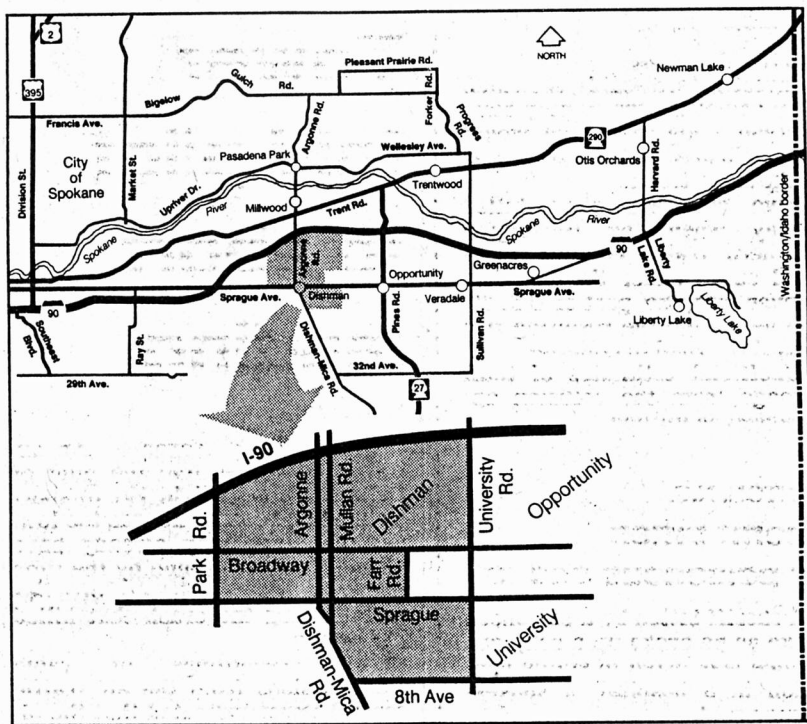 2
NORTH
Pleasant Prairie Rd.
Newman Lake
395
Bigelow
Gulch
Rd.
Forker Rd.
Progress Rd.
Francis Ave.
Argonne Rd.
290
City of
Spokane
Market St.
Division St.
Wellesley Ave.
Pasadena Park
Otis Orchards
Harvard Rd.
Trentwood
Upriver Dr.
River
Millwood
Trent Rd.
Spokane
Spokane
River
90
Washington/Idaho border
Argonne Rd.
Greenacres
Liberty Lake Rd.
Opportunity
Sprague Ave.
Dishman
Veradale
Sprague Ave.
Liberty Lake
Liberty Lake
90
Southeast Blvd.
Ray St.
Pines Rd.
Sullivan Rd.
Dishman-Mica Rd.
29th Ave.
32nd Ave.
27
I-90
Park Rd.
Argonne
Mullan Rd.
Dishman
University Rd.
Opportunity
Broadway
Farr Rd.
Sprague
Dishman-Mica Rd.
University
8th Ave